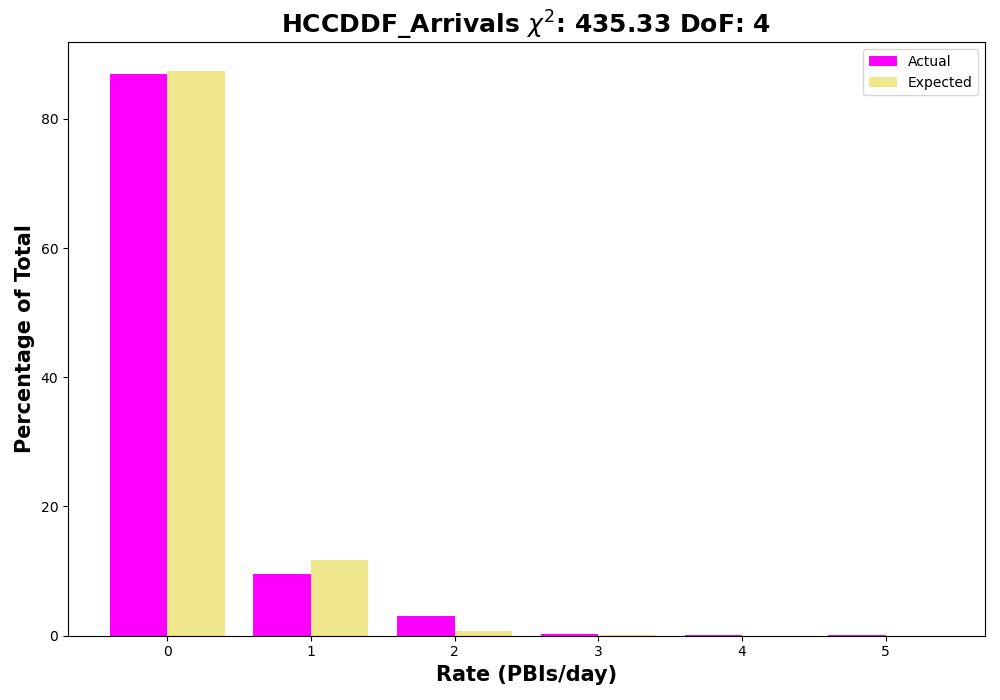 HCCDDF_Arrivals χ²: 435.33 DoF: 4
Actual
Expected
Percentage of Total
80
60
40
20
0
0 1 2 3 4 5
Rate (PBIs/day)